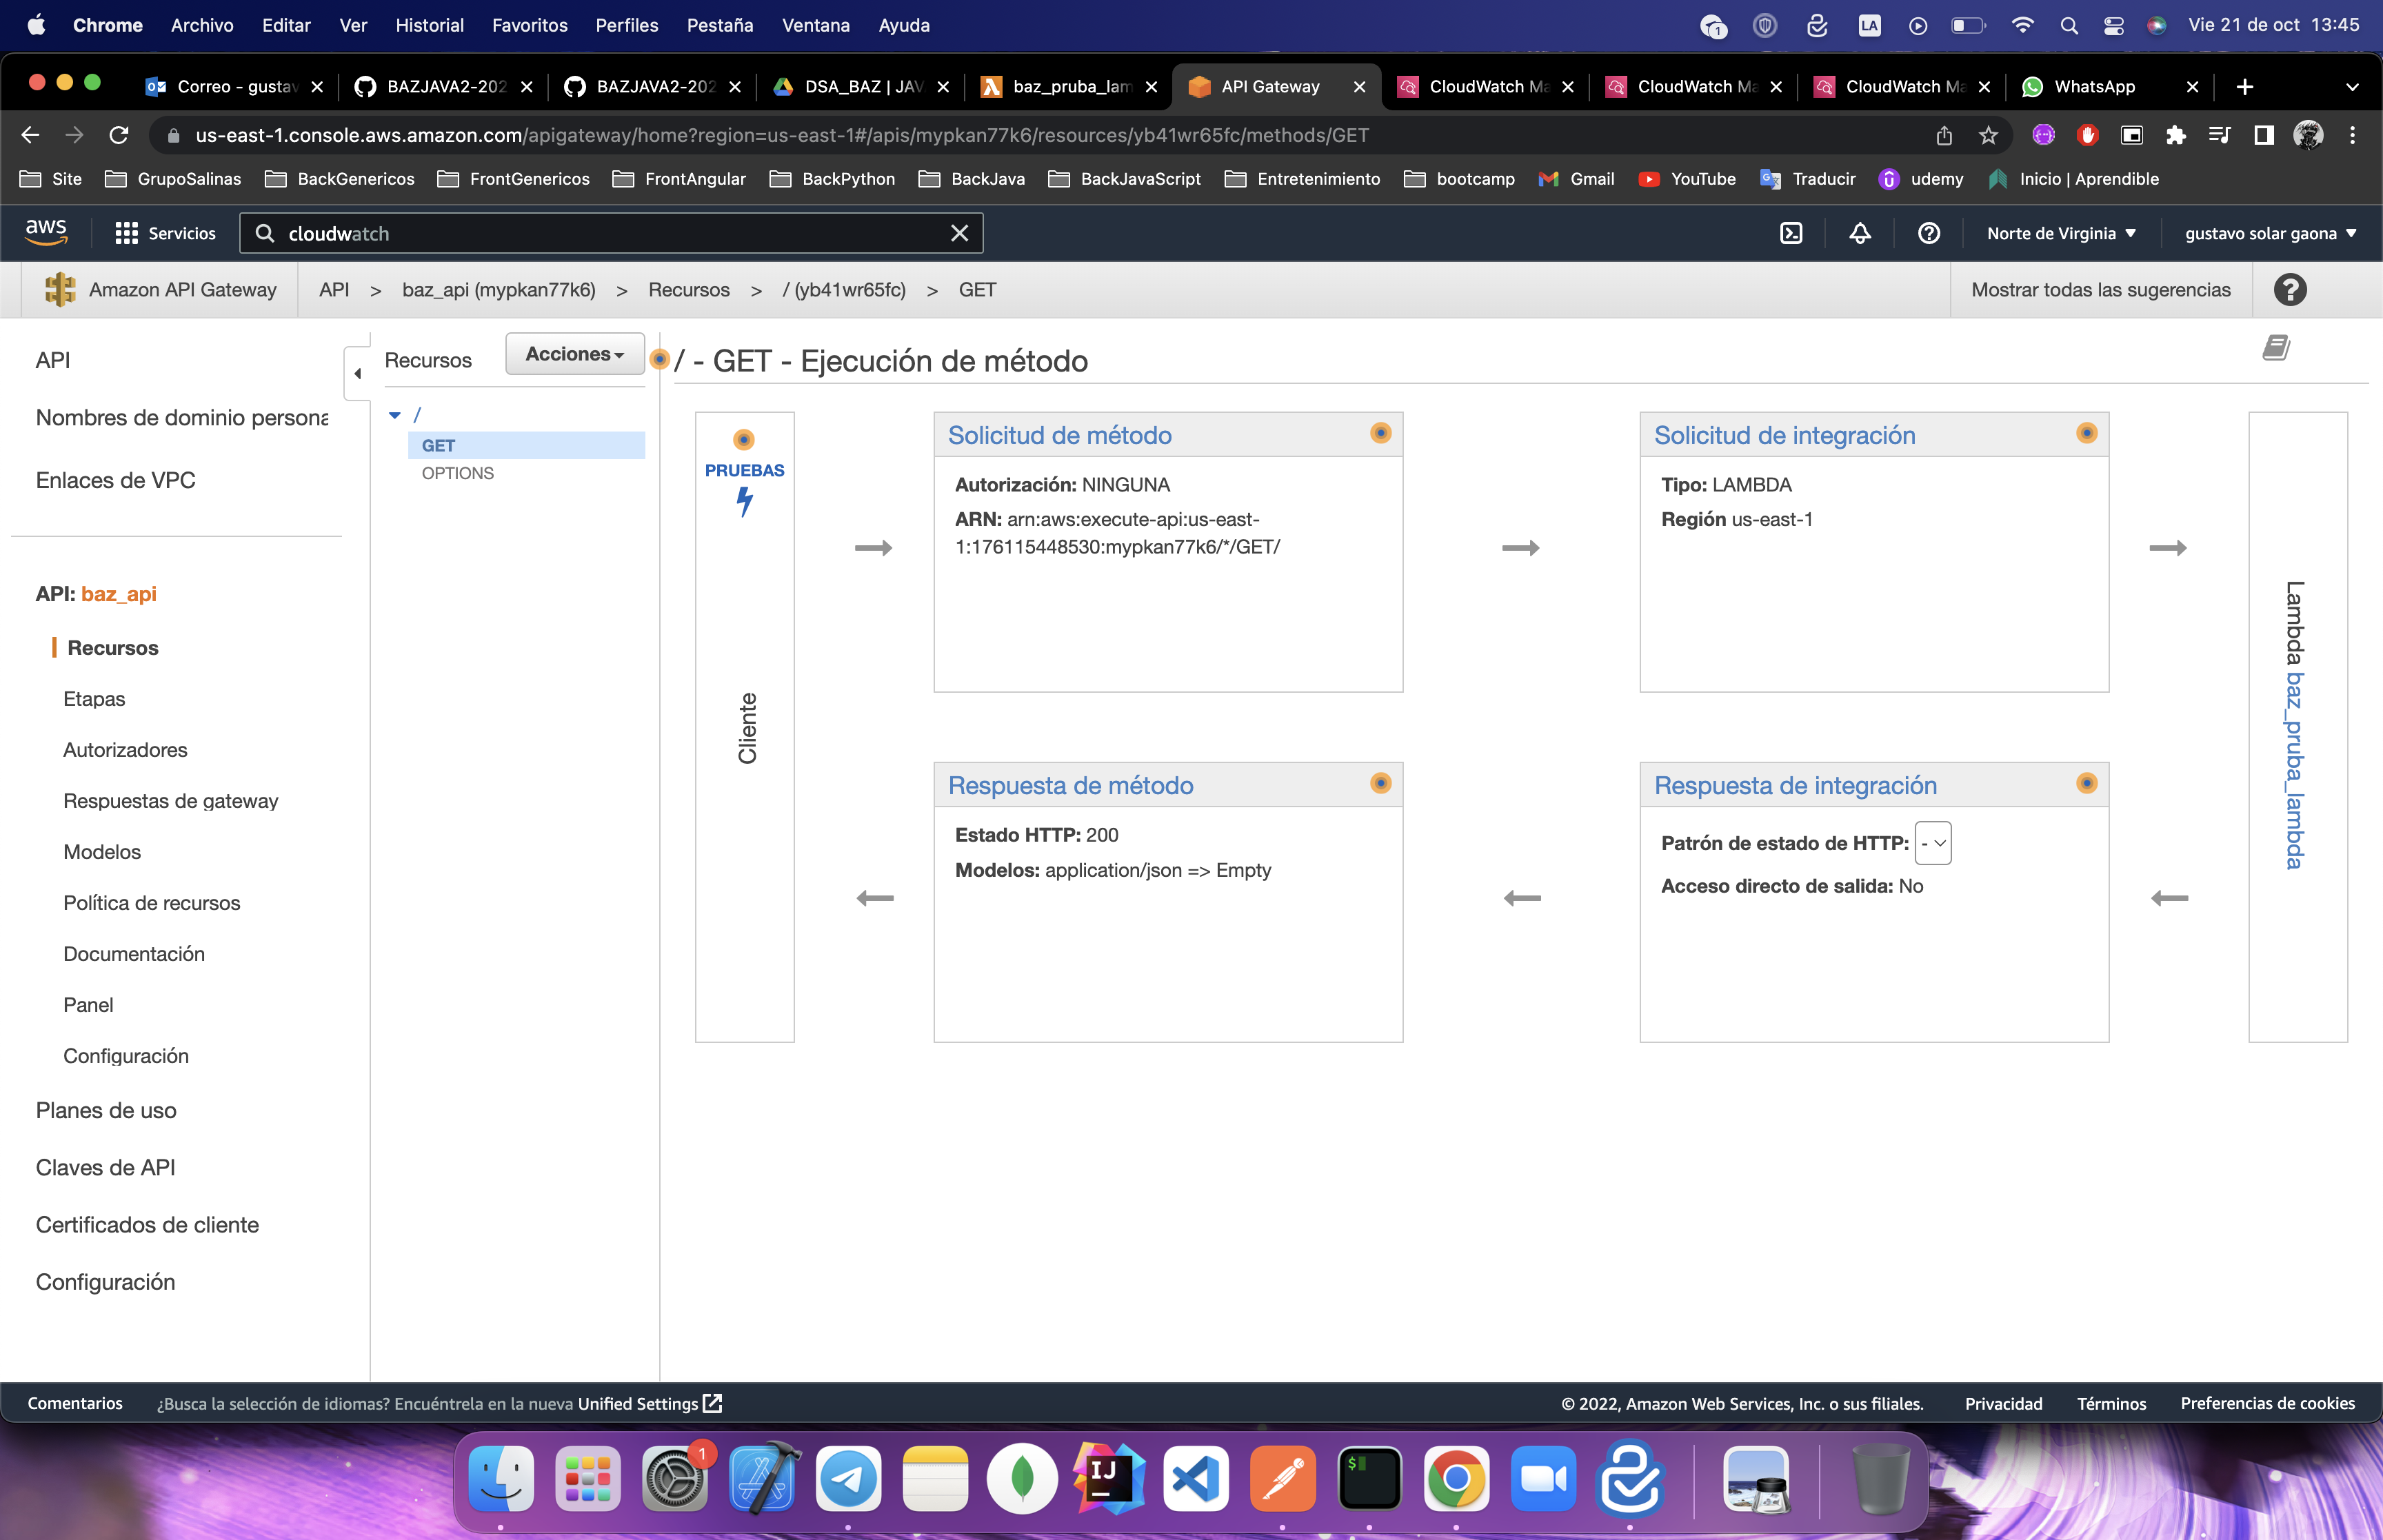 Chrome Archivo Editar Ver Historial Favoritos Perfiles Pestaña Ventana Ayuda
1 LA Vie 21 de oct 13:45
Correo - gustav
BAZJAVA2-202
BAZJAVA2-202
DSA_BAZ | JAV
baz_pruba_lam
API Gateway
CloudWatch Ma
CloudWatch Ma
CloudWatch Ma
WhatsApp
us-east-1.console.aws.amazon.com/apigateway/home?region=us-east-1#/apis/mypkan77k6/resources/yb41wr65fc/methods/GET
Site GrupoSalinas BackGenericos FrontGenericos FrontAngular BackPython BackJava BackJavaScript Entretenimiento bootcamp Gmail YouTube Traducir udemy Inicio | Aprendible
aws Servicios cloudwatch Norte de Virginia gustavo solar gaona
Amazon API Gateway API > baz_api (mypkan77k6) > Recursos > / (yb41wr65fc) > GET Mostrar todas las sugerencias ?
API
Nombres de dominio persona
Enlaces de VPC
API: baz_api
Recursos
Etapas
Autorizadores
Respuestas de gateway
Modelos
Política de recursos
Documentación
Panel
Configuración
Planes de uso
Claves de API
Certificados de cliente
Configuración
Recursos Acciones
/
GET
OPTIONS
/ - GET - Ejecución de método
PRUEBAS
Cliente
Solicitud de método
Autorización: NINGUNA
ARN: arn:aws:execute-api:us-east-
1:176115448530:mypkan77k6/*/GET/
Solicitud de integración
Tipo: LAMBDA
Región us-east-1
Lambda baz_pruba_lambda
Respuesta de método
Estado HTTP: 200
Modelos: application/json => Empty
Respuesta de integración
Patrón de estado de HTTP: -
Acceso directo de salida: No
Comentarios ¿Busca la selección de idiomas? Encuéntrela en la nueva Unified Settings © 2022, Amazon Web Services, Inc. o sus filiales. Privacidad Términos Preferencias de cookies
1
IJ
$